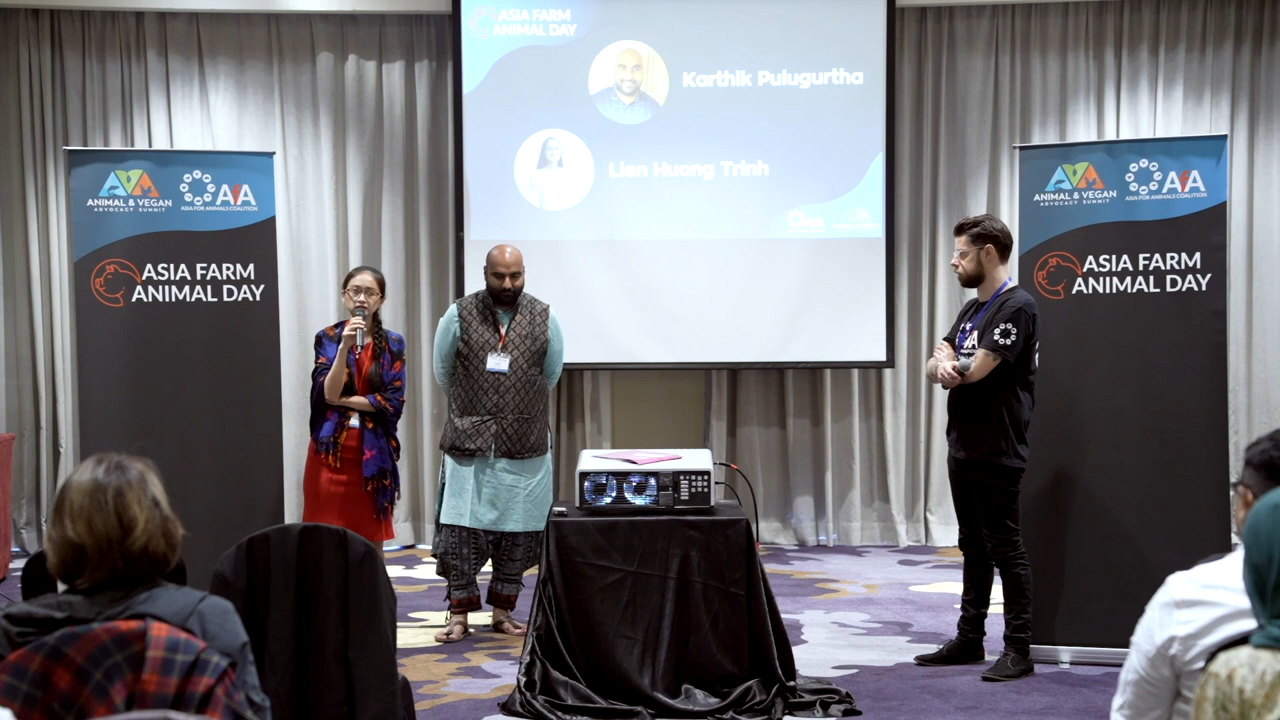 ASIA FARM
ANIMAL DAY
Karthik Pulugurtha
Lien Huong Trinh
ANIMAL & VEGAN
ADVOCACY SUMMIT
AfA
ASIA FOR ANIMALS COALITION
ASIA FARM
ANIMAL DAY
ANIMAL & VEGAN
ADVOCACY SUMMIT
AfA
ASIA FOR ANIMALS COALITION
ASIA FARM
ANIMAL DAY